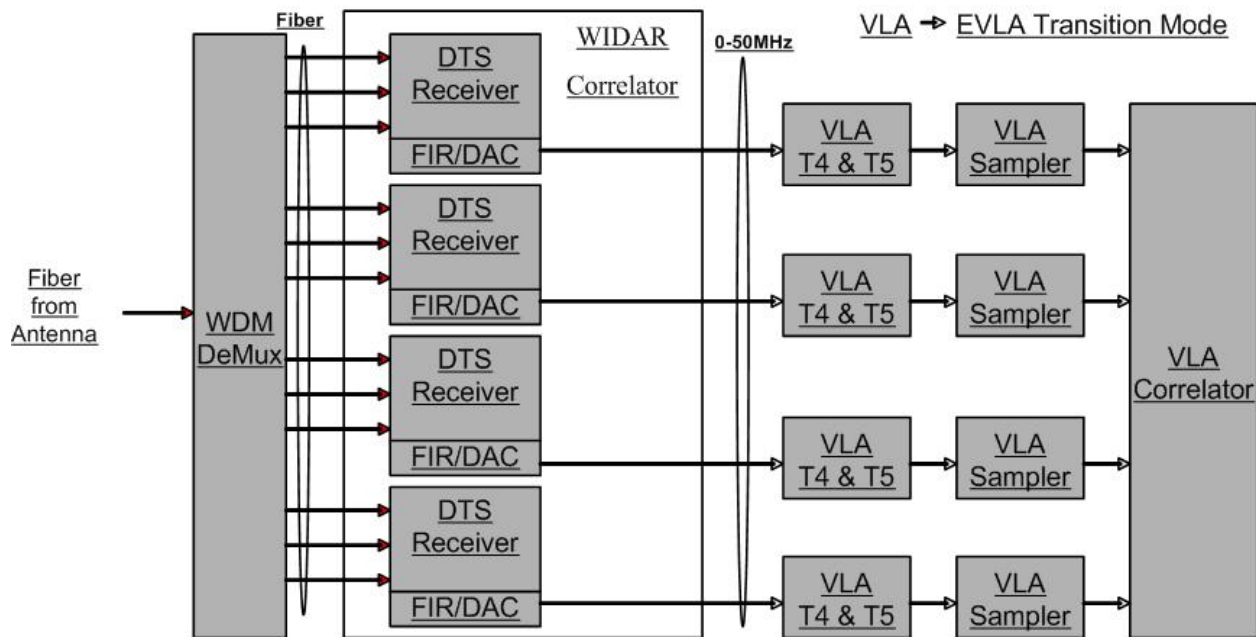 Fiber
WIDAR
Correlator
0-50MHz
VLA EVLA Transition Mode
Fiber
from
Antenna
WDM
DeMux
DTS
Receiver
FIR/DAC
DTS
Receiver
FIR/DAC
DTS
Receiver
FIR/DAC
DTS
Receiver
FIR/DAC
VLA
T4 & T5
VLA
Sampler
VLA
T4 & T5
VLA
Sampler
VLA
T4 & T5
VLA
Sampler
VLA
T4 & T5
VLA
Sampler
VLA
Correlator